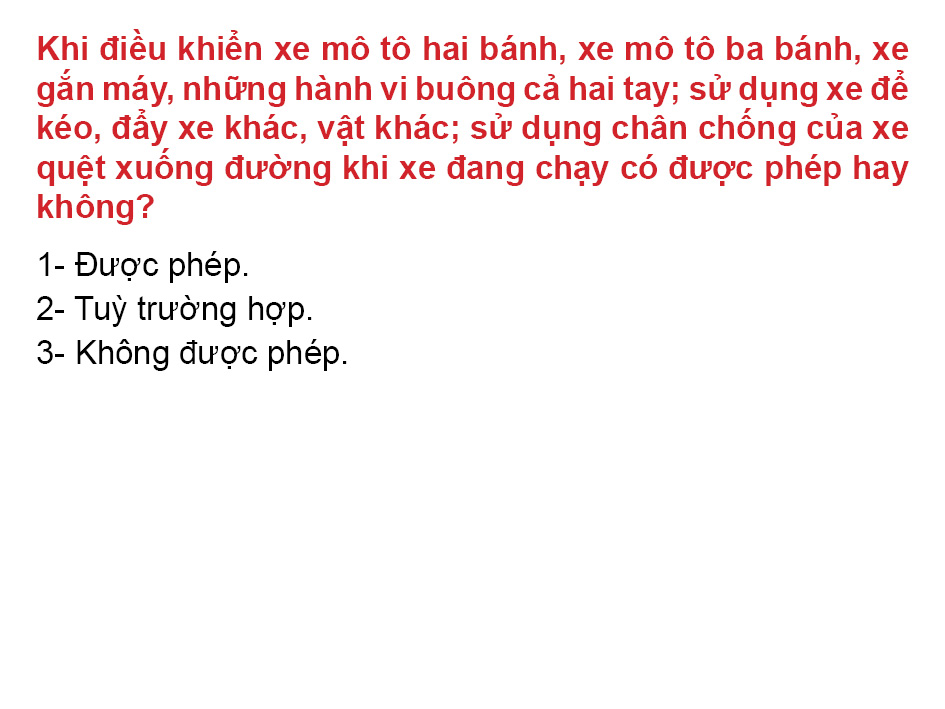 Khi điều khiển xe mô tô hai bánh, xe mô tô ba bánh, xe
gắn máy, những hành vi buông cả hai tay; sử dụng xe để
kéo, đẩy xe khác, vật khác; sử dụng chân chống của xe
quệt xuống đường khi xe đang chạy có được phép hay
không?
1- Được phép.
2- Tuỳ trường hợp.
3- Không được phép.